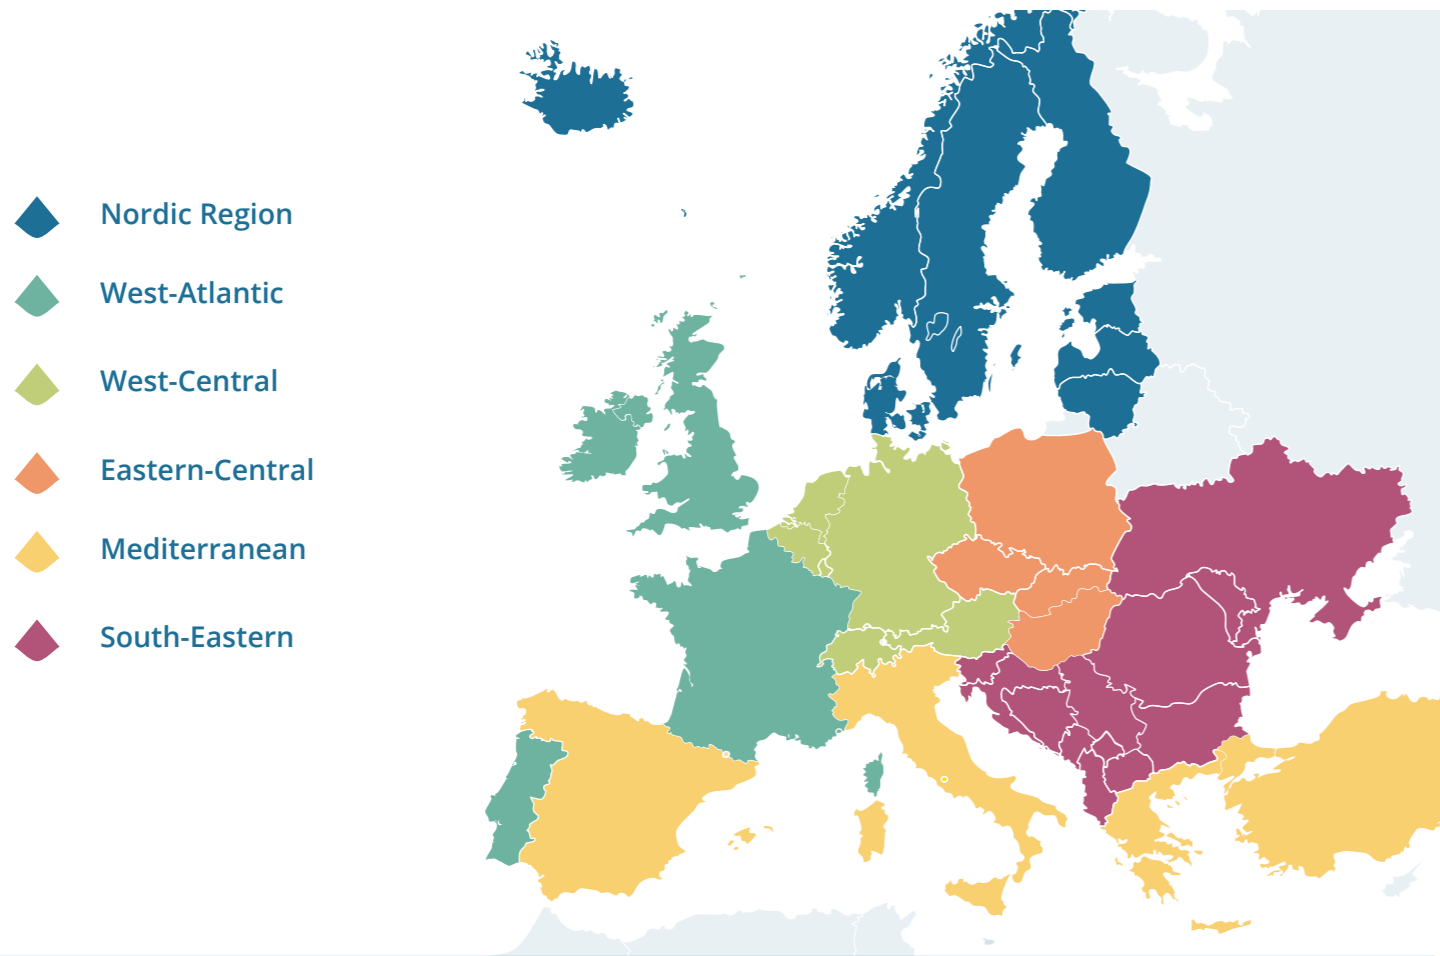 Nordic Region
West-Atlantic
West-Central
Eastern-Central
Mediterranean
South-Eastern